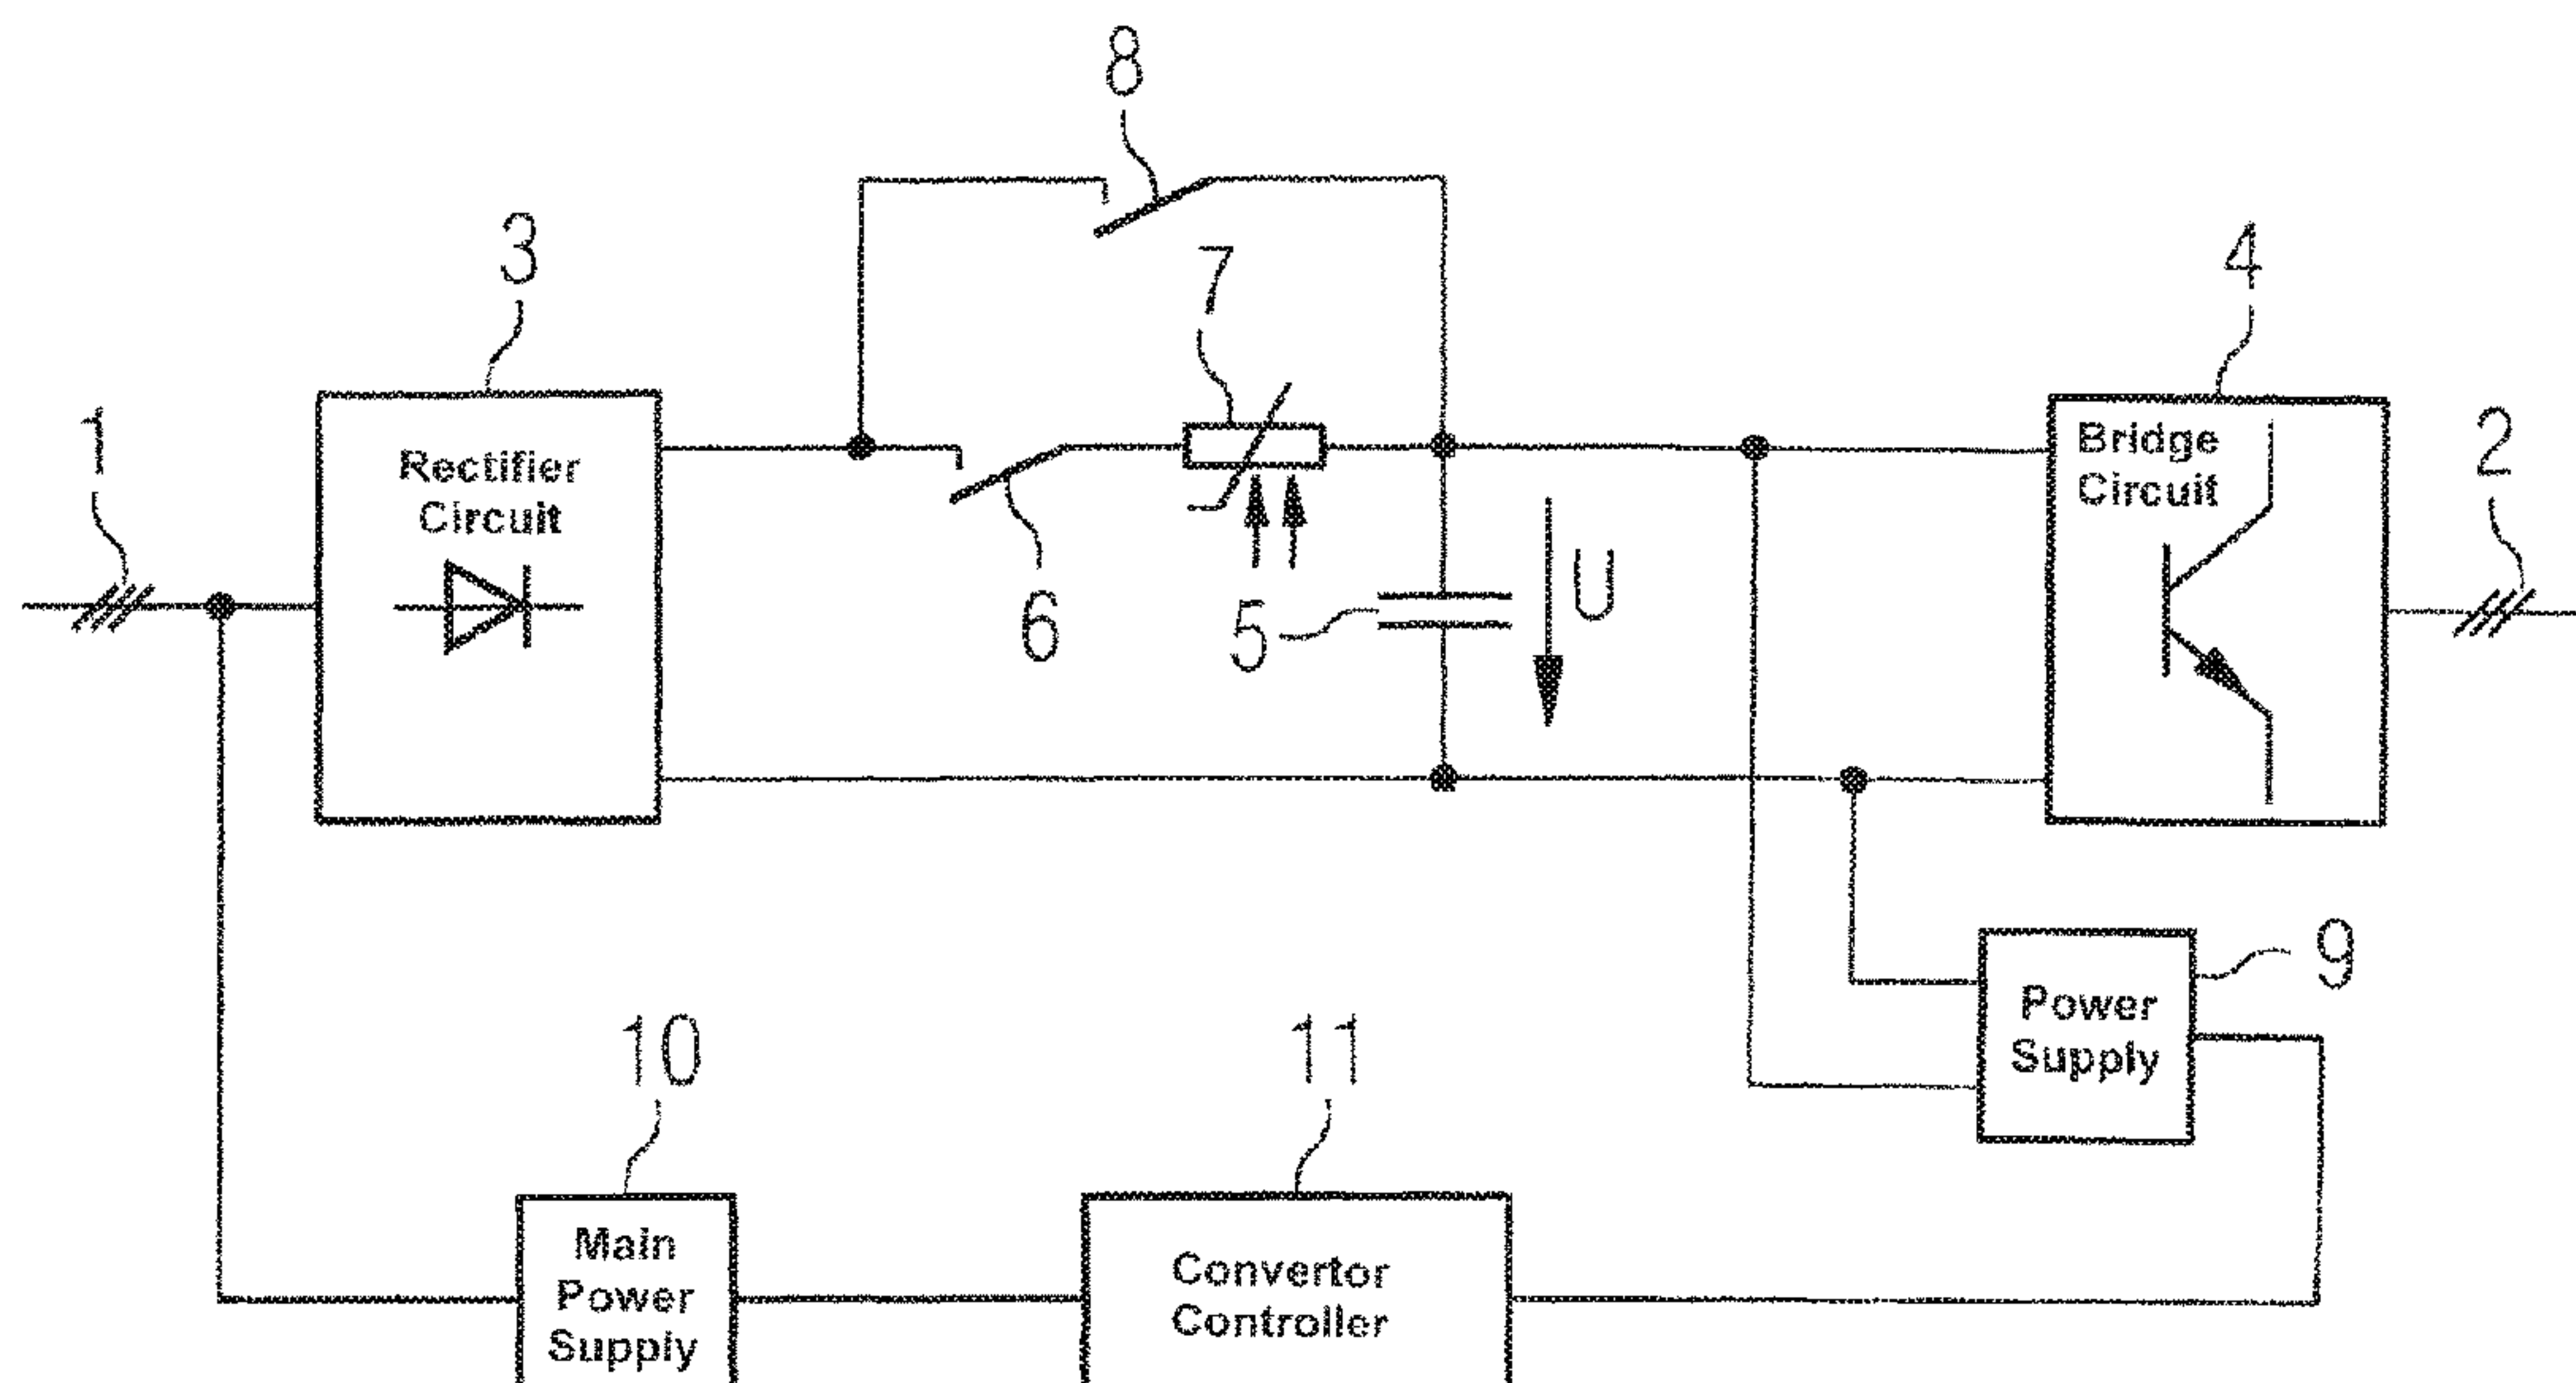 8
3
7
4
1
Rectifier
Circuit
Bridge
Circuit
2
6
5
U
9
Power
Supply
10
11
Main
Power
Supply
Convertor
Controller